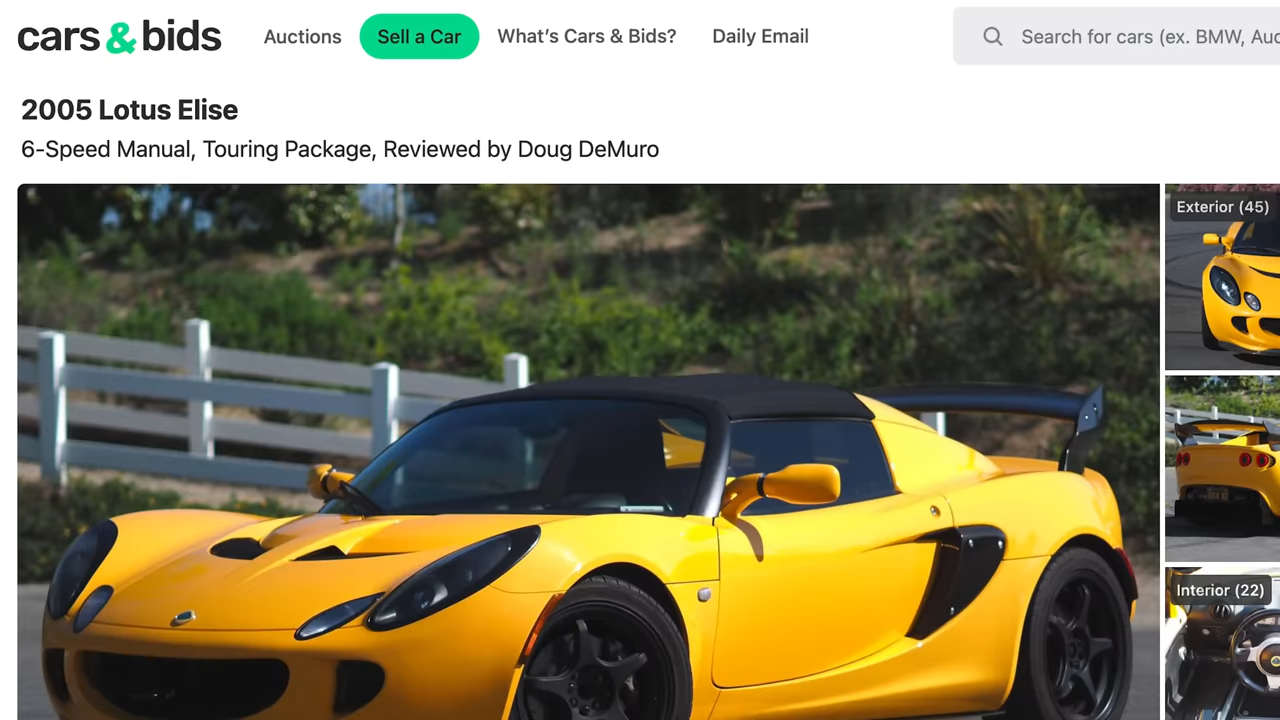 cars & bids
Auctions
Sell a Car
What's Cars & Bids?
Daily Email
Search for cars (ex. BMW, Aud
2005 Lotus Elise
6-Speed Manual, Touring Package, Reviewed by Doug DeMuro
Exterior (45)
Interior (22)